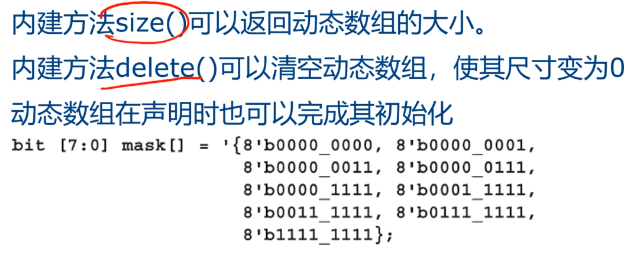 内建方法size()可以返回动态数组的大小。
内建方法delete()可以清空动态数组，使其尺寸变为0
动态数组在声明时也可以完成其初始化
bit [7:0] mask[] = '{8'b0000_0000, 8'b0000_0001,
8'b0000_0011, 8'b0000_0111,
8'b0000_1111, 8'b0001_1111,
8'b0011_1111, 8'b0111_1111,
8'b1111_1111};